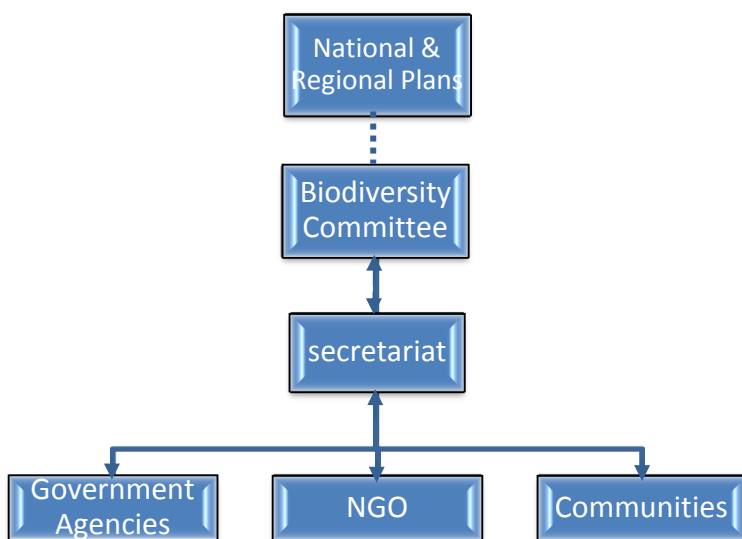 National &
Regional Plans
Biodiversity
Committee
secretariat
Government
Agencies
NGO
Communities